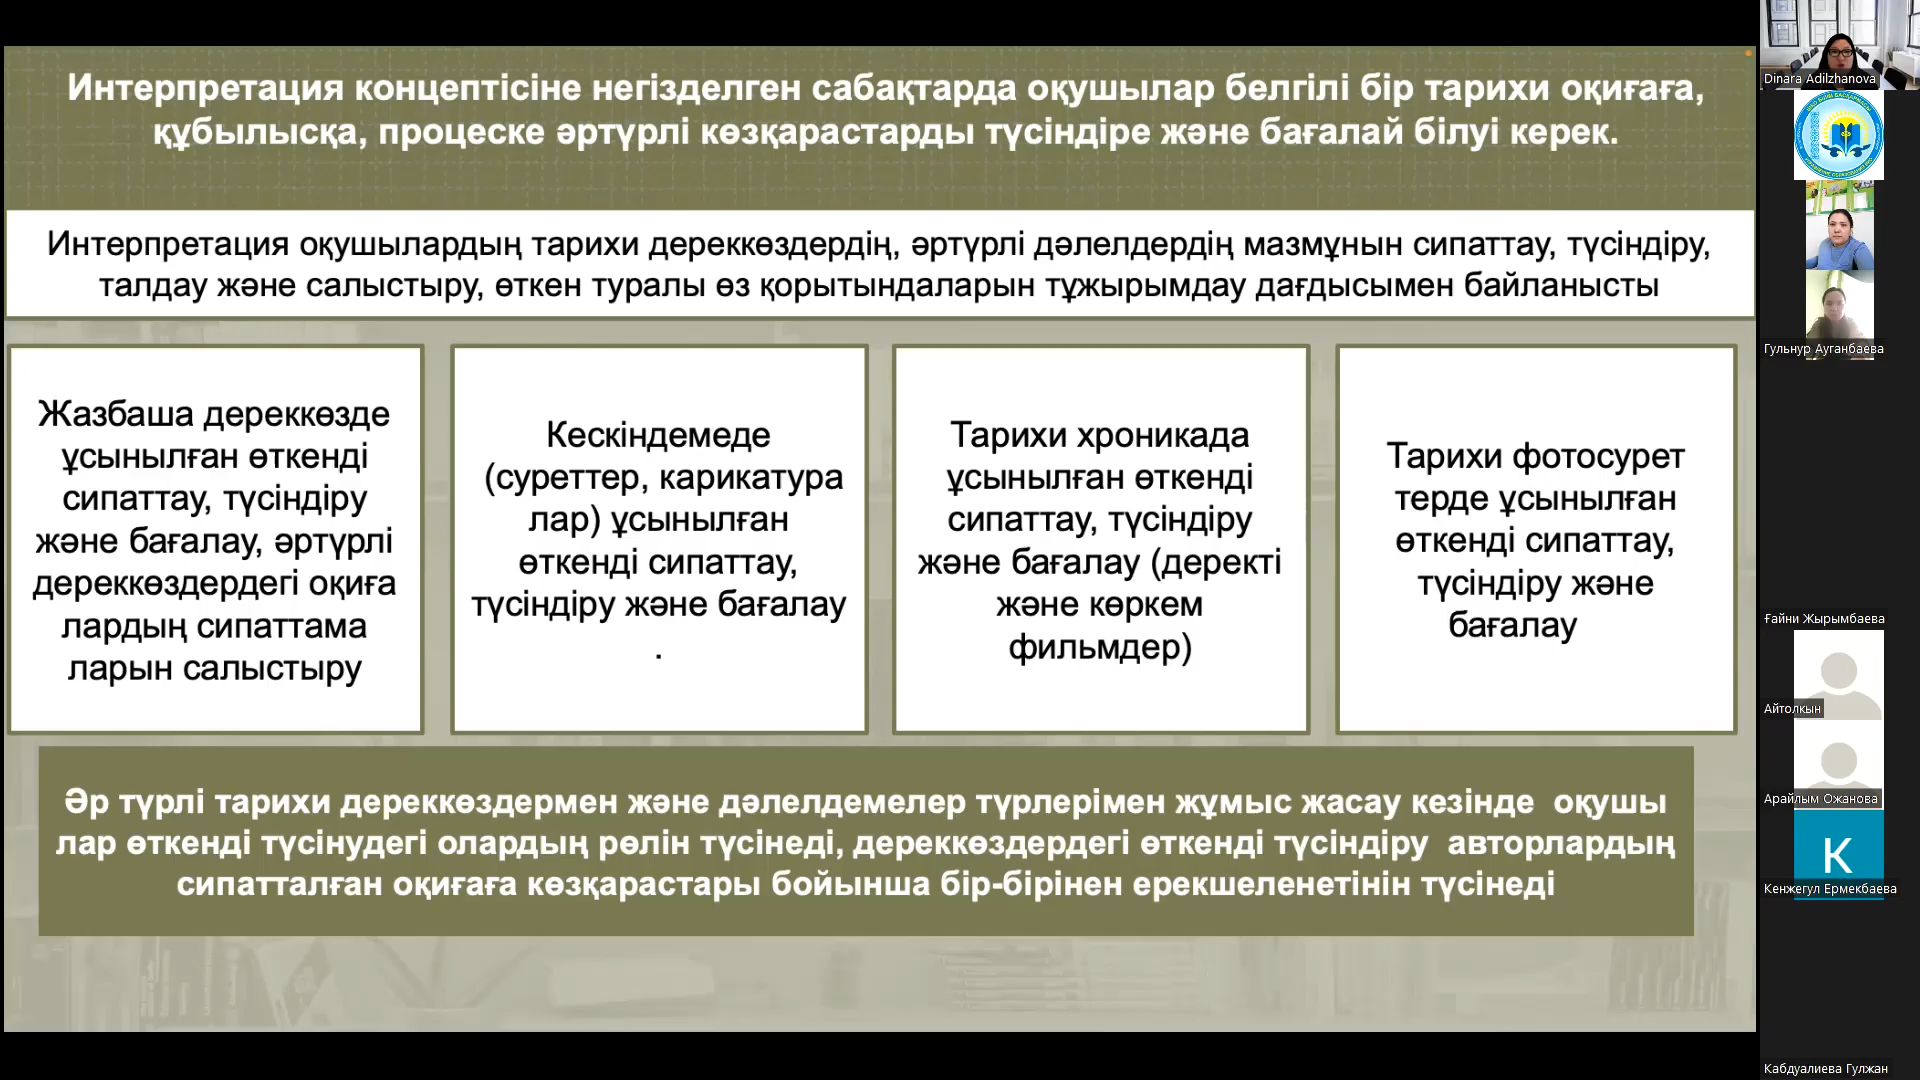 Интерпретация концептісіне негізделген сабақтарда оқушылар белгілі бір тарихи оқиғаға,
құбылысқа, процеске әртүрлі көзқарастарды түсіндіре және бағалай білуі керек.
Интерпретация оқушылардың тарихи дереккөздердің, әртүрлі дәлелдердің мазмұнын сипаттау, түсіндіру,
талдау және салыстыру, өткен туралы өз қорытындаларын тұжырымдау дағдысымен байланысты
Жазбаша дереккөзде
ұсынылған өткенді
сипаттау, түсіндіру
және бағалау, әртүрлі
дереккөздердегі оқиға
лардың сипаттама
ларын салыстыру
Кескіндемеде
(суреттер, карикатура
лар) ұсынылған
өткенді сипаттау,
түсіндіру және бағалау
.
Тарихи хроникада
ұсынылған өткенді
сипаттау, түсіндіру
және бағалау (деректі
және көркем
фильмдер)
Тарихи фотосурет
терде ұсынылған
өткенді сипаттау,
түсіндіру және
бағалау
Әр түрлі тарихи дереккөздермен және дәлелдемелер түрлерімен жұмыс жасау кезінде оқушы
лар өткенді түсінудегі олардың рөлін түсінеді, дереккөздердегі өткенді түсіндіру авторлардың
сипатталған оқиғаға көзқарастары бойынша бір-бірінен ерекшеленетінін түсінеді
Dinara Adilzhanova
Гульнур Ауганбаева
Ғайни Жырымбаева
Айтолкын
Арайлым Ожанова
К
Кенжегул Ермекбаева
Кабдуалиева Гулжан